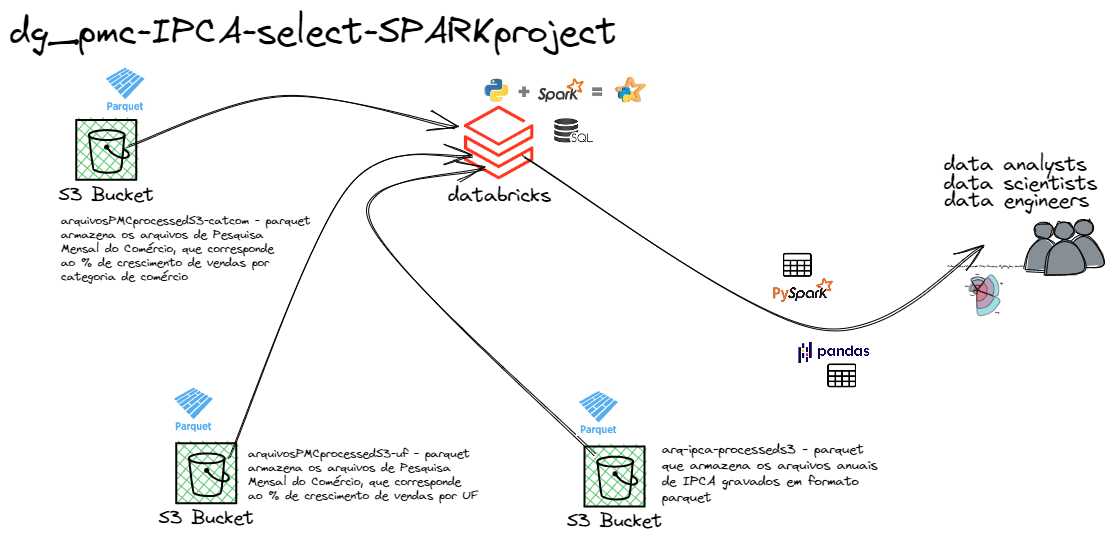 dg_pmc-IPCA-select-SPARKproject
Parquet
S3 Bucket
arquivosPMCprocessedS3-catcom - parquet
armazena os arquivos de Pesquisa
Mensal do Comércio, que corresponde
ao % de crescimento de vendas por
categoria de comércio
+ Spark =
SQL
databricks
data analysts
data scientists
data engineers
PySpark
pandas
Parquet
S3 Bucket
arquivosPMCprocessedS3-uf - parquet
armazena os arquivos de Pesquisa
Mensal do Comércio, que corresponde
ao % de crescimento de vendas por UF
Parquet
S3 Bucket
arq-ipca-processeds3 - parquet
que armazena os arquivos anuais
de IPCA gravados em formato
parquet